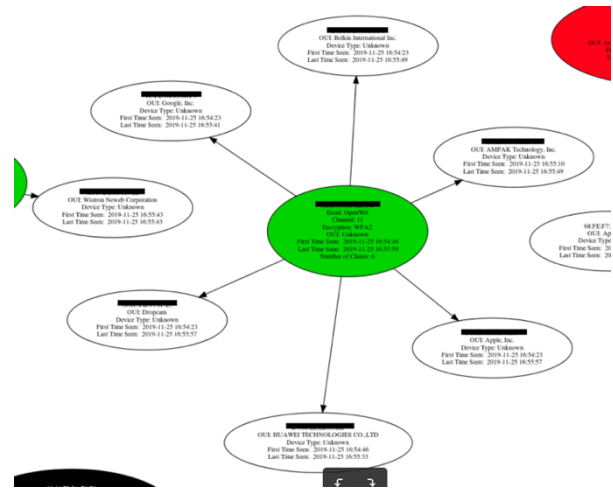 OUI: Belkin International Inc.
Device Type: Unknown
First Time Seen: 2019-11-25 16:54:23
Last Time Seen: 2019-11-25 16:55:49
OUI: Google, Inc.
Device Type: Unknown
First Time Seen: 2019-11-25 16:54:23
Last Time Seen: 2019-11-25 16:55:41
OUI: AMPAK Technology, Inc.
Device Type: Unknown
First Time Seen: 2019-11-25 16:55:10
Last Time Seen: 2019-11-25 16:55:49
OUI: Wistron Neweb Corporation
Device Type: Unknown
First Time Seen: 2019-11-25 16:55:43
Last Time Seen: 2019-11-25 16:55:43
Essid: OpenWrt
Channel: 11
Encryption: WPA2
OUI: Unknown
First Time Seen: 2019-11-25 16:54:16
Last Time Seen: 2019-11-25 16:55:59
Number of Clients: 6
68:FE:F7:
OUI: Ap
Device Type
First Time Seen: 20
Last Time Seen: 20
OUI: Dropcam
Device Type: Unknown
First Time Seen: 2019-11-25 16:54:23
Last Time Seen: 2019-11-25 16:55:57
OUI: Apple, Inc.
Device Type: Unknown
First Time Seen: 2019-11-25 16:54:23
Last Time Seen: 2019-11-25 16:55:57
OUI: HUAWEI TECHNOLOGIES CO.,LTD
Device Type: Unknown
First Time Seen: 2019-11-25 16:54:46
Last Time Seen: 2019-11-25 16:55:33